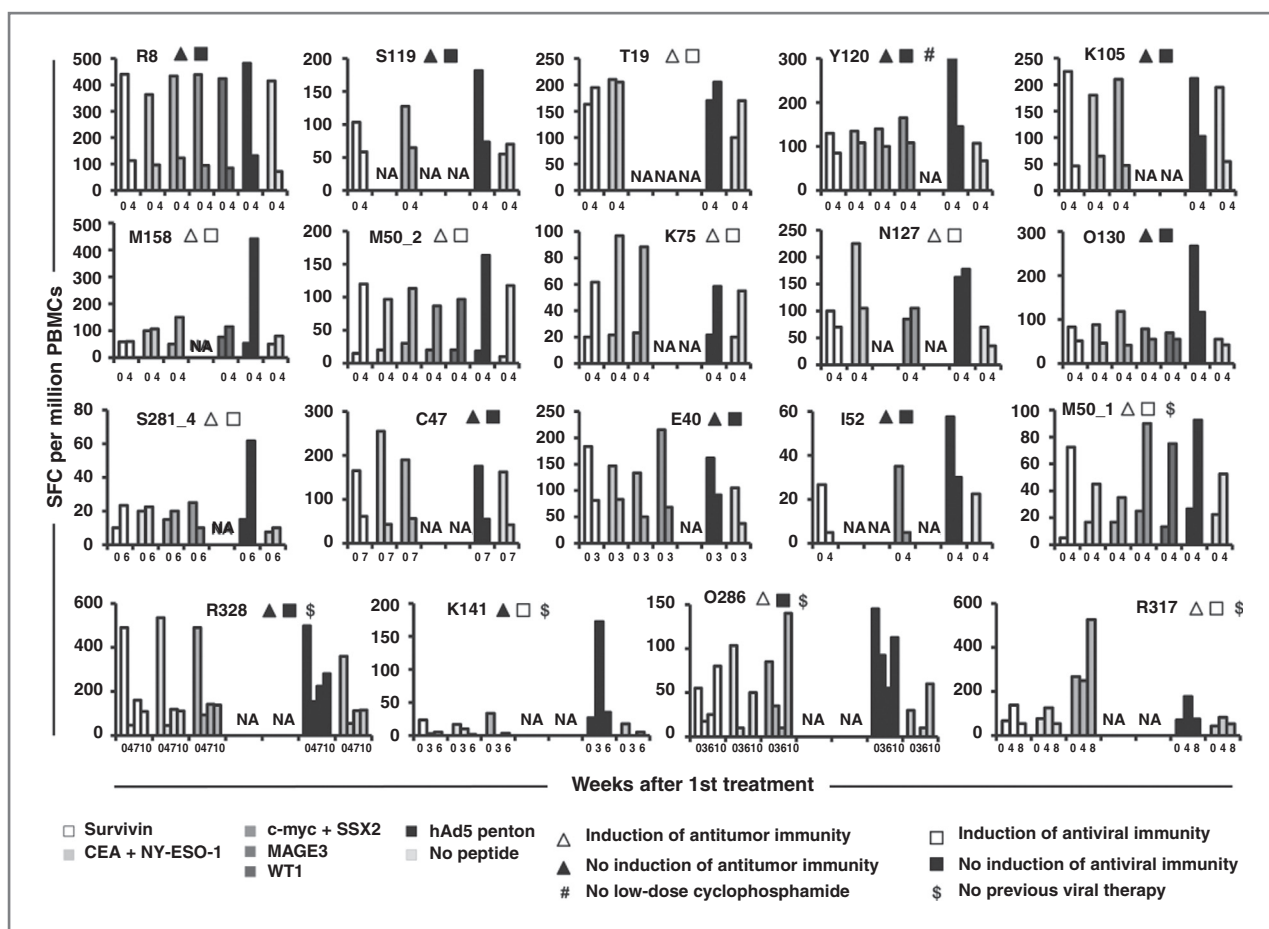 SFC per million PBMCs
R8 ▲ ■
500
400
300
200
100
0
0 4 0 4 0 4 0 4 0 4 0 4 0 4
S119 ▲ ■
200
150
100
50
0
NA NA NA
0 4 0 4 0 4 0 4
T19 △ □
250
200
150
100
50
0
NA NA NA
0 4 0 4 0 4 0 4
Y120 ▲ ■ #
300
200
100
0
NA
0 4 0 4 0 4 0 4 0 4 0 4
K105 ▲ ■
250
200
150
100
50
0
NA NA
0 4 0 4 0 4 0 4 0 4
M158 △ □
500
400
300
200
100
0
NA
0 4 0 4 0 4 0 4 0 4 0 4
M50_2 △ □
200
150
100
50
0
0 4 0 4 0 4 0 4 0 4 0 4 0 4
K75 △ □
100
80
60
40
20
0
NA NA
0 4 0 4 0 4 0 4 0 4
N127 △ □
250
200
150
100
50
0
NA NA
0 4 0 4 0 4 0 4 0 4
O130 ▲ ■
300
200
100
0
0 4 0 4 0 4 0 4 0 4 0 4 0 4
S281_4 △ □
80
60
40
20
0
NA
0 6 0 6 0 6 0 6 0 6 0 6
C47 ▲ ■
300
200
100
0
NA NA
0 7 0 7 0 7 0 7 0 7
E40 ▲ ■
250
200
150
100
50
0
NA
0 3 0 3 0 3 0 3 0 3 0 3
I52 ▲ ■
60
40
20
0
NA NA NA
0 4 0 4 0 4 0 4
M50_1 △ □ $
100
80
60
40
20
0
0 4 0 4 0 4 0 4 0 4 0 4 0 4
R328 ▲ ■ $
600
400
200
0
NA NA
04710 04710 04710 04710 04710
K141 ▲ □ $
200
150
100
50
0
NA NA
0 3 6 0 3 6 0 3 6 0 3 6 0 3 6
O286 △ ■ $
150
100
50
0
NA NA
03610 03610 03610 03610 03610
R317 △ □ $
600
400
200
0
NA NA
0 4 8 0 4 8 0 4 8 0 4 8 0 4 8
Weeks after 1st treatment
Survivin
CEA + NY-ESO-1
c-myc + SSX2
MAGE3
WT1
hAd5 penton
No peptide
△ Induction of antitumor immunity
▲ No induction of antitumor immunity
# No low-dose cyclophosphamide
□ Induction of antiviral immunity
■ No induction of antiviral immunity
$ No previous viral therapy